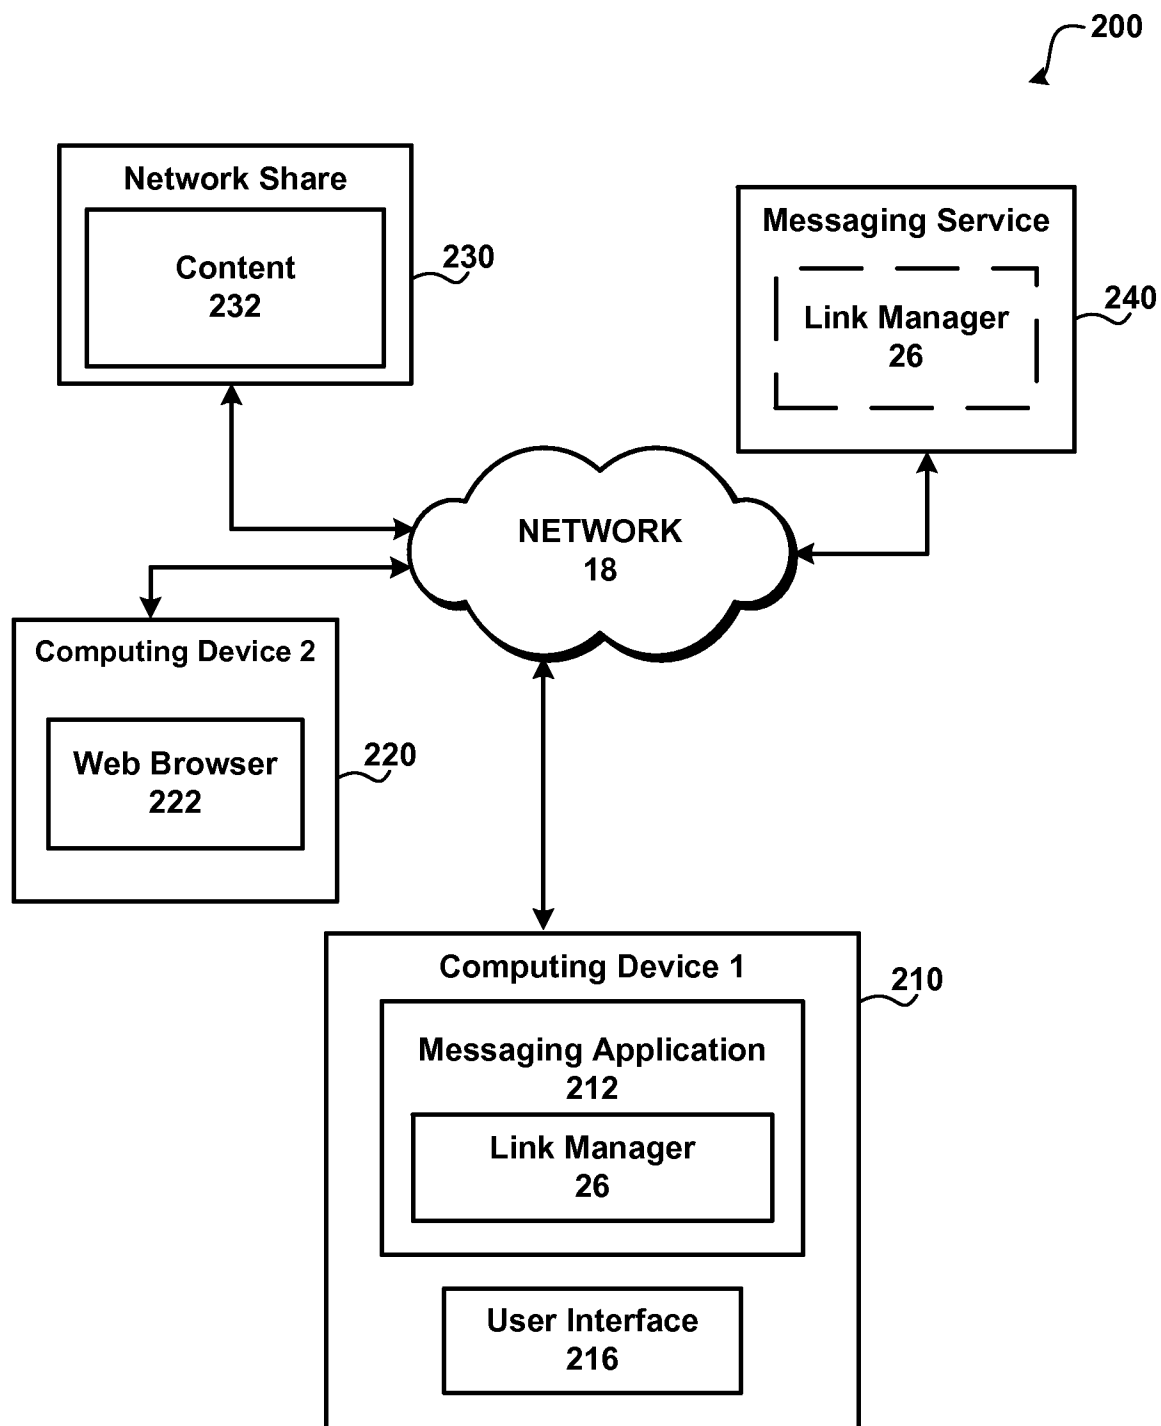 200
Network Share
Content
232
230
Messaging Service
Link Manager
26
240
NETWORK
18
Computing Device 2
Web Browser
222
220
Computing Device 1
210
Messaging Application
212
Link Manager
26
User Interface
216